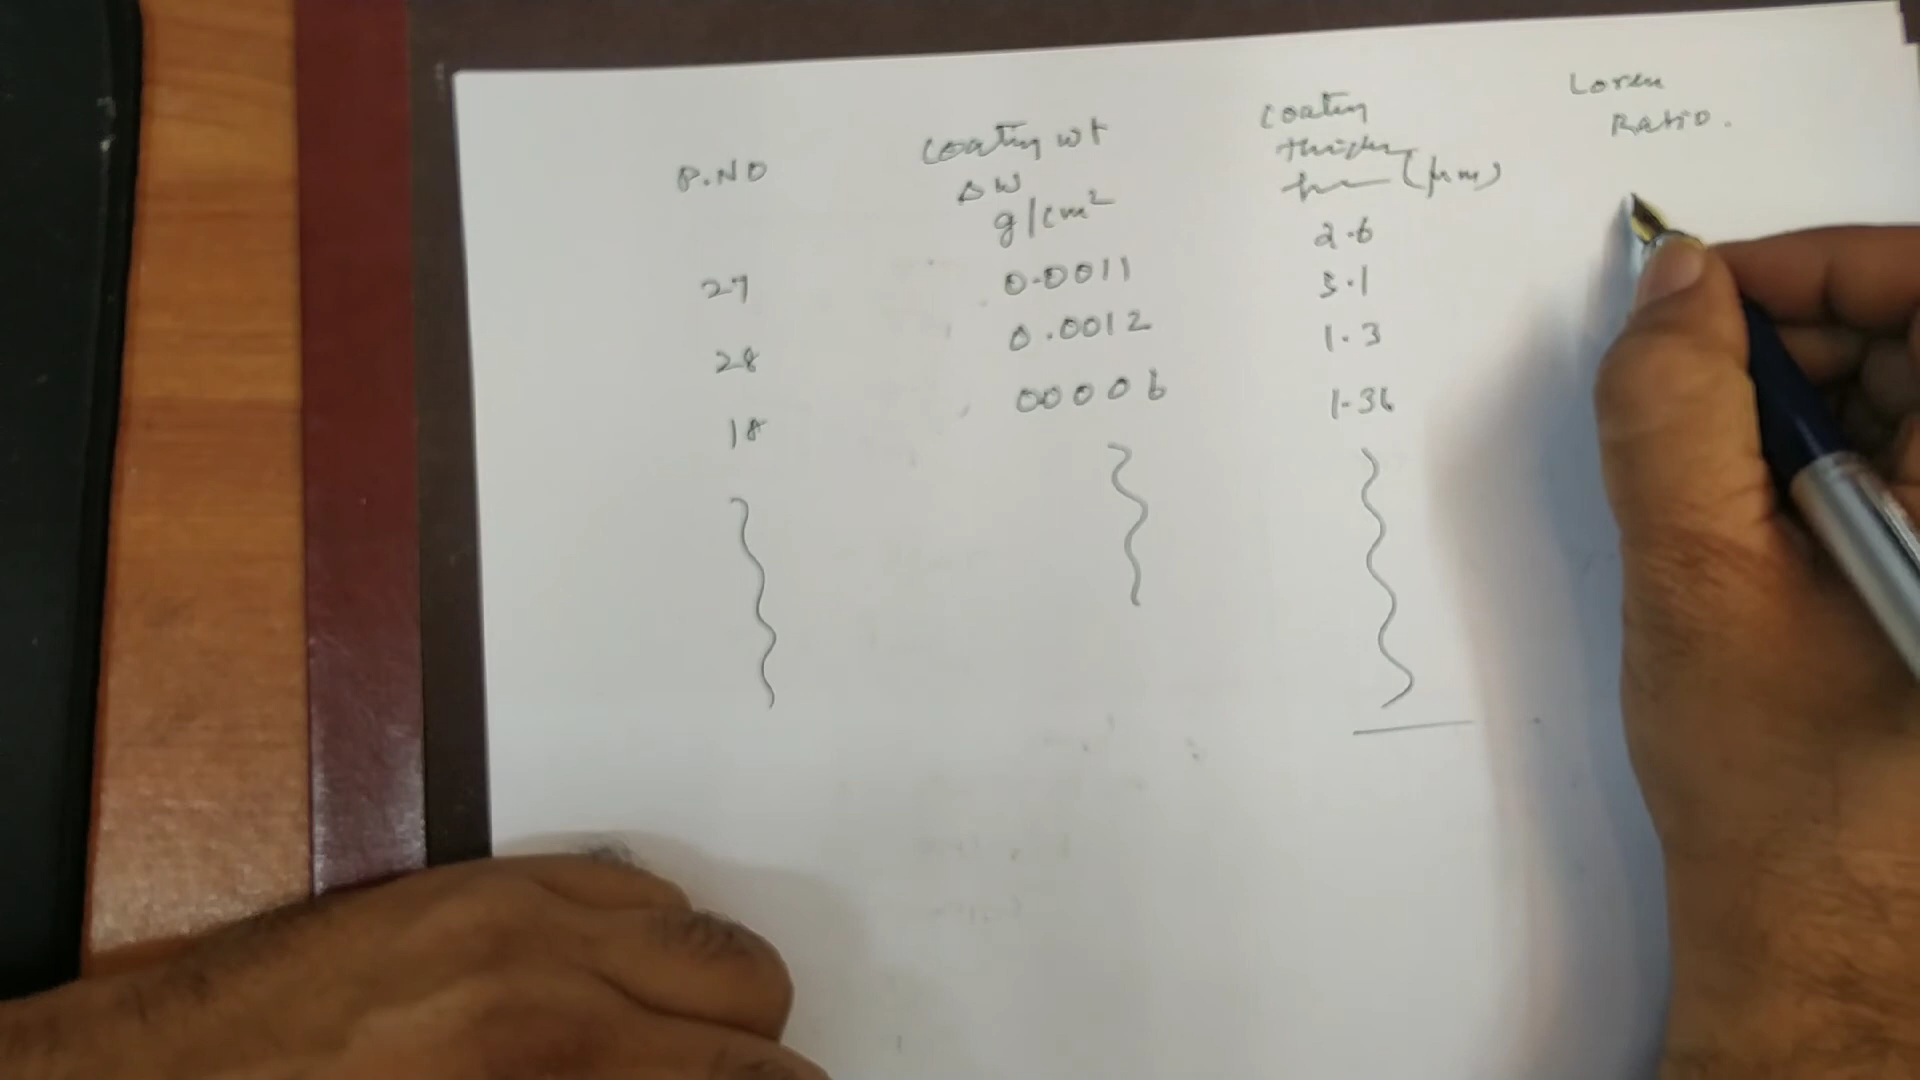 P.NO
27
28
18
coating wt
ΔW
g/cm²
0.0011
0.0012
00006
coating
(μm)
2.6
3.1
1.3
1.36
Loren
Ratio.